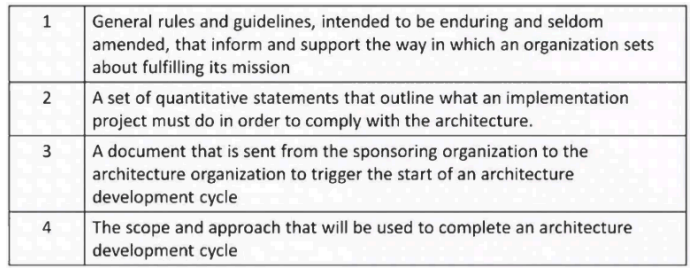 1 General rules and guidelines, intended to be enduring and seldom
amended, that inform and support the way in which an organization sets
about fulfilling its mission
2 A set of quantitative statements that outline what an implementation
project must do in order to comply with the architecture.
3 A document that is sent from the sponsoring organization to the
architecture organization to trigger the start of an architecture
development cycle
4 The scope and approach that will be used to complete an architecture
development cycle